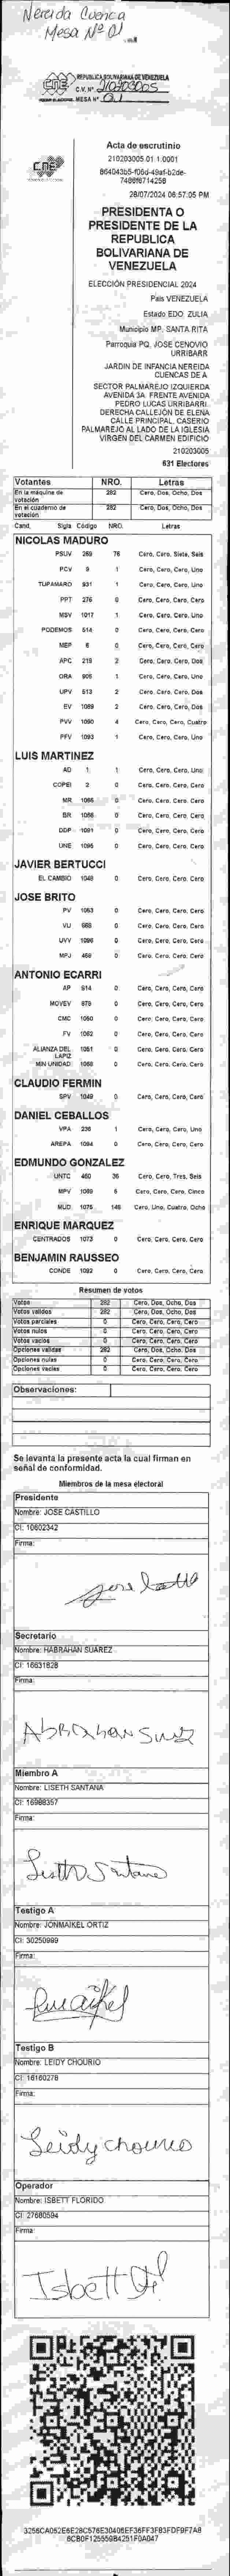 Nereida Cuenca
Mesa Nº 01
REPUBLICA BOLIVARIANA DE VENEZUELA
CNE
C.V. Nº 210203005
PODER ELECTORAL MESA Nº 01
CNE
Acta de escrutinio
210203005.01.1.0001
28/07/2024 06:57:05 PM
PRESIDENTA O
PRESIDENTE DE LA
REPUBLICA
BOLIVARIANA DE
VENEZUELA
ELECCIÓN PRESIDENCIAL 2024
País VENEZUELA
Estado EDO. ZULIA
Municipio MP. SANTA RITA
Parroquia PQ. JOSE CENOVIO
URRIBARR
JARDIN DE INFANCIA NEREIDA
CUENCAS DE A
SECTOR PALMAREJO IZQUIERDA
AVENIDA 3A. FRENTE AVENIDA
PEDRO LUCAS URRIBARRI.
DERECHA CALLEJÓN DE ELENA
CALLE PRINCIPAL. CASERIO
PALMAREJO AL LADO DE LA IGLESIA
VIRGEN DEL CARMEN EDIFICIO
210203005
631 Electores
Votantes NRO. Letras
En la máquina de votación 282 Cero, Dos, Ocho, Dos
En el cuaderno de votación 282 Cero, Dos, Ocho, Dos
Cand. Sigla Código NRO. Letras
NICOLAS MADURO
PSUV 269 76 Cero, Cero, Siete, Seis
PCV 9 1 Cero, Cero, Cero, Uno
TUPAMARO 931 1 Cero, Cero, Cero, Uno
PPT 276 0 Cero, Cero, Cero, Cero
MSV 1017 1 Cero, Cero, Cero, Uno
PODEMOS 514 0 Cero, Cero, Cero, Cero
MEP 6 0 Cero, Cero, Cero, Cero
APC 218 2 Cero, Cero, Cero, Dos
ORA 905 1 Cero, Cero, Cero, Uno
UPV 513 2 Cero, Cero, Cero, Dos
EV 1089 2 Cero, Cero, Cero, Dos
PVV 1090 4 Cero, Cero, Cero, Cuatro
PFV 1093 1 Cero, Cero, Cero, Uno
LUIS MARTINEZ
AD 1 1 Cero, Cero, Cero, Uno
COPEI 2 0 Cero, Cero, Cero, Cero
MR 1066 0 Cero, Cero, Cero, Cero
BR 1086 0 Cero, Cero, Cero, Cero
DDP 1091 0 Cero, Cero, Cero, Cero
UNE 1095 0 Cero, Cero, Cero, Cero
JAVIER BERTUCCI
EL CAMBIO 1048 0 Cero, Cero, Cero, Cero
JOSE BRITO
PV 1053 0 Cero, Cero, Cero, Cero
VU 668 0 Cero, Cero, Cero, Cero
UVV 1096 0 Cero, Cero, Cero, Cero
MPJ 468 0 Cero, Cero, Cero, Cero
ANTONIO ECARRI
AP 914 0 Cero, Cero, Cero, Cero
MOVEV 878 0 Cero, Cero, Cero, Cero
CMC 1050 0 Cero, Cero, Cero, Cero
FV 1062 0 Cero, Cero, Cero, Cero
ALIANZA DEL LAPIZ 1051 0 Cero, Cero, Cero, Cero
MIN UNIDAD 1068 0 Cero, Cero, Cero, Cero
CLAUDIO FERMIN
SPV 1049 0 Cero, Cero, Cero, Cero
DANIEL CEBALLOS
VPA 230 1 Cero, Cero, Cero, Uno
AREPA 1094 0 Cero, Cero, Cero, Cero
EDMUNDO GONZALEZ
UNTC 460 36 Cero, Cero, Tres, Seis
MPV 1069 5 Cero, Cero, Cero, Cinco
MUD 1075 148 Cero, Uno, Cuatro, Ocho
ENRIQUE MARQUEZ
CENTRADOS 1073 0 Cero, Cero, Cero, Cero
BENJAMIN RAUSSEO
CONDE 1092 0 Cero, Cero, Cero, Cero
Resumen de votos
Votos 282 Cero, Dos, Ocho, Dos
Votos validos 282 Cero, Dos, Ocho, Dos
Votos parciales 0 Cero, Cero, Cero, Cero
Votos nulos 0 Cero, Cero, Cero, Cero
Votos vacios 0 Cero, Cero, Cero, Cero
Opciones validas 282 Cero, Dos, Ocho, Dos
Opciones nulas 0 Cero, Cero, Cero, Cero
Opciones vacias 0 Cero, Cero, Cero, Cero
Observaciones:
Se levanta la presente acta la cual firman en
señal de conformidad.
Miembros de la mesa electoral
Presidente
Nombre: JOSE CASTILLO
CI: 10602342
Firma:
Jose Castillo
Secretario
Nombre: HABRAHAN SUAREZ
CI: 16631828
Firma:
Miembro A
Nombre: LISETH SANTANA
CI: 16988357
Firma:
Liseth Santana
Testigo A
Nombre: JONMAIKEL ORTIZ
CI: 30250989
Firma:
Testigo B
Nombre: LEIDY CHOURIO
CI: 16160278
Firma:
Leidy Chourio
Operador
Nombre: ISBETT FLORIDO
CI: 27680594
Firma:
3256CA052E6E28C576E30406EF36FF3F83FDF9F7A8
6CB0F125559B4251F0A047